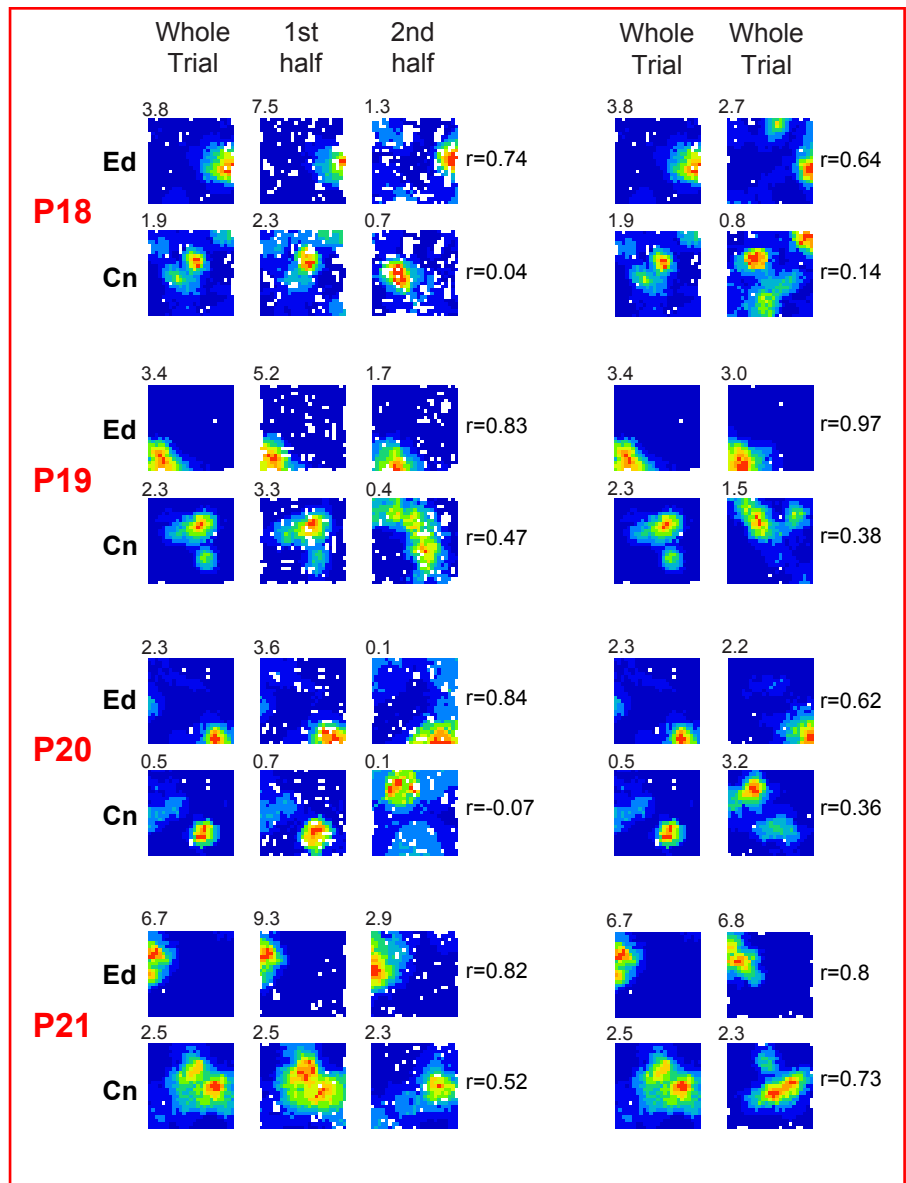 Whole 1st 2nd Whole Whole
Trial half half Trial Trial
3.8 7.5 1.3 3.8 2.7
Ed r=0.74 r=0.64
P18
1.9 2.3 0.7 1.9 0.8
Cn r=0.04 r=0.14
3.4 5.2 1.7 3.4 3.0
Ed r=0.83 r=0.97
P19
2.3 3.3 0.4 2.3 1.5
Cn r=0.47 r=0.38
2.3 3.6 0.1 2.3 2.2
Ed r=0.84 r=0.62
P20
0.5 0.7 0.1 0.5 3.2
Cn r=-0.07 r=0.36
6.7 9.3 2.9 6.7 6.8
Ed r=0.82 r=0.8
P21
2.5 2.5 2.3 2.5 2.3
Cn r=0.52 r=0.73